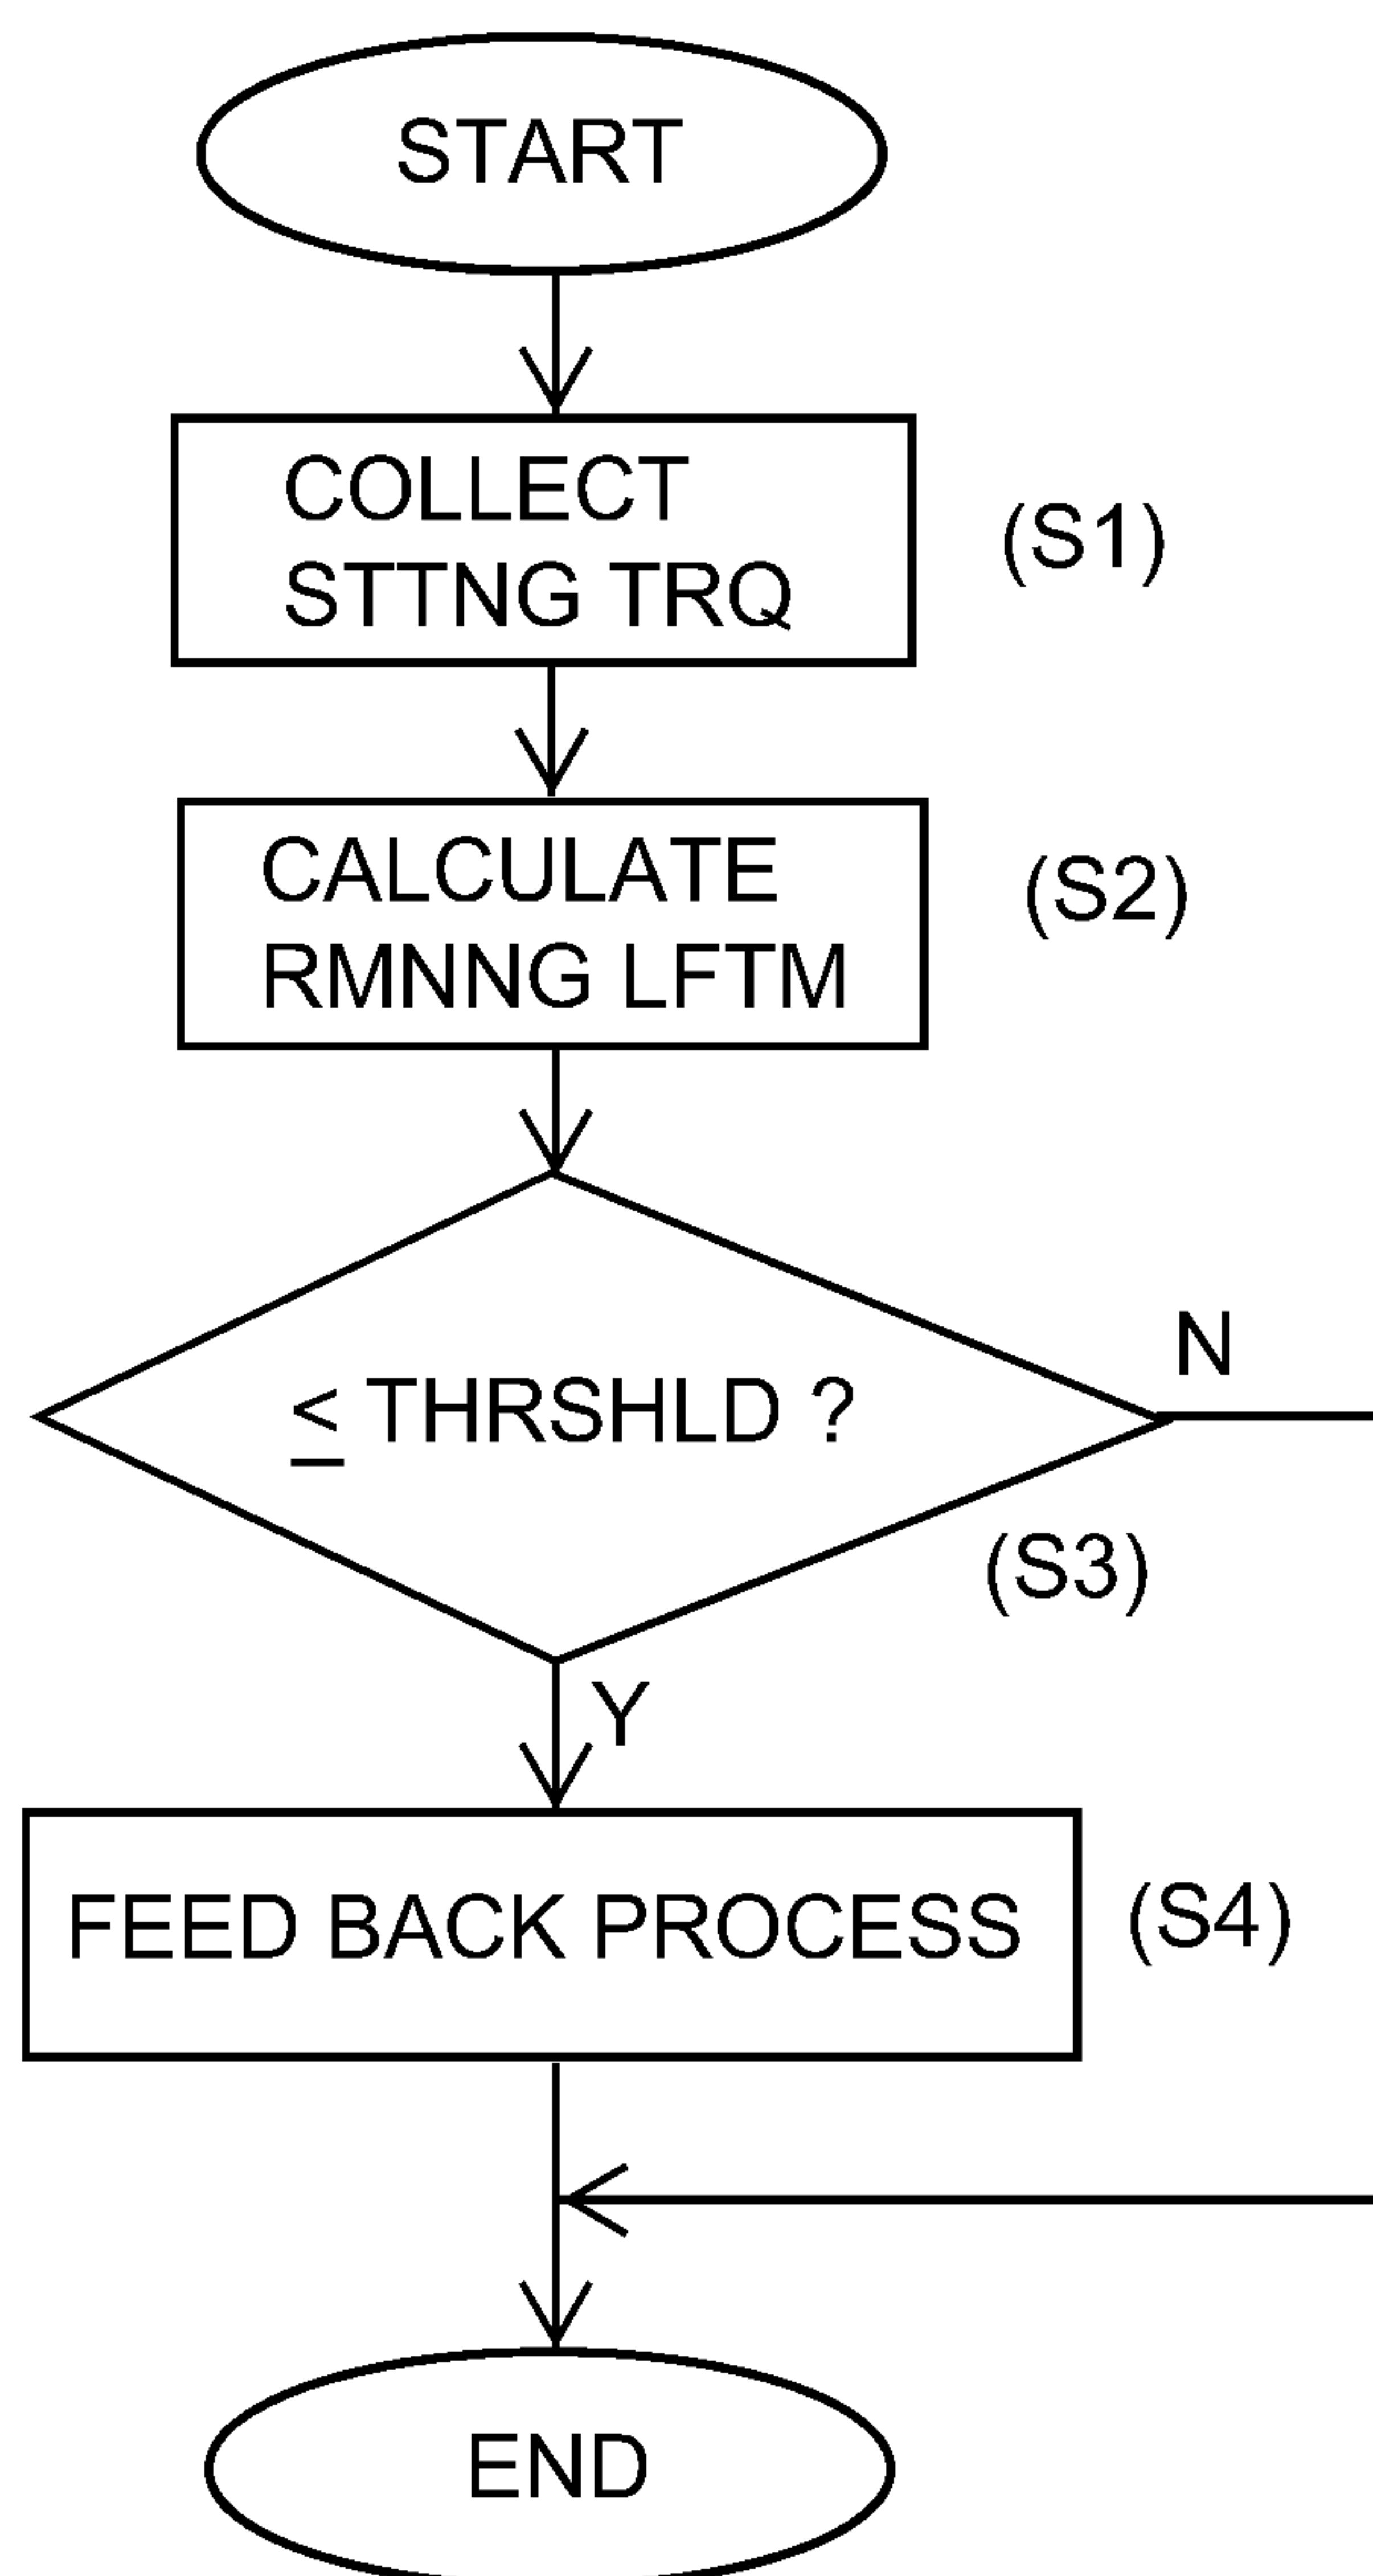 START
COLLECT
STTNG TRQ
(S1)
CALCULATE
RMNNG LFTM
(S2)
≤ THRSHLD ?
N
(S3)
Y
FEED BACK PROCESS
(S4)
END